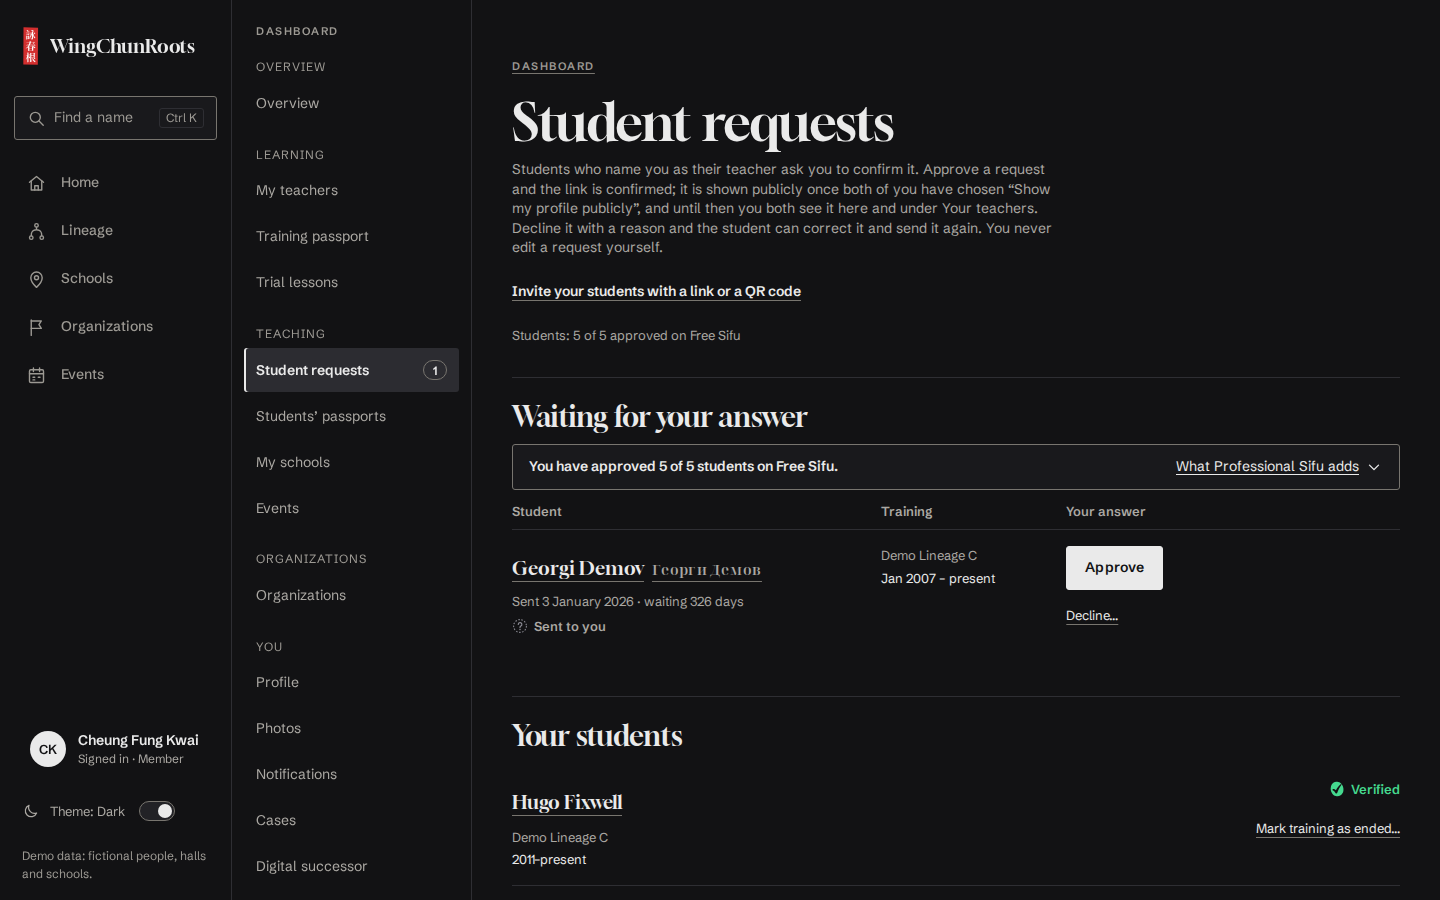 詠春根
WingChunRoots
Find a name
Ctrl K
Home
Lineage
Schools
Organizations
Events
CK
Cheung Fung Kwai
Signed in · Member
Theme: Dark
Demo data: fictional people, halls
and schools.
DASHBOARD
OVERVIEW
Overview
LEARNING
My teachers
Training passport
Trial lessons
TEACHING
Student requests 1
Students’ passports
My schools
Events
ORGANIZATIONS
Organizations
YOU
Profile
Photos
Notifications
Cases
Digital successor
DASHBOARD
Student requests
Students who name you as their teacher ask you to confirm it. Approve a request
and the link is confirmed; it is shown publicly once both of you have chosen “Show
my profile publicly”, and until then you both see it here and under Your teachers.
Decline it with a reason and the student can correct it and send it again. You never
edit a request yourself.
Invite your students with a link or a QR code
Students: 5 of 5 approved on Free Sifu
Waiting for your answer
You have approved 5 of 5 students on Free Sifu. What Professional Sifu adds
Student Training Your answer
Georgi Demov Георги Демов
Sent 3 January 2026 · waiting 326 days
Sent to you
Demo Lineage C
Jan 2007 – present
Approve
Decline…
Your students
Hugo Fixwell
Demo Lineage C
2011–present
Verified
Mark training as ended…